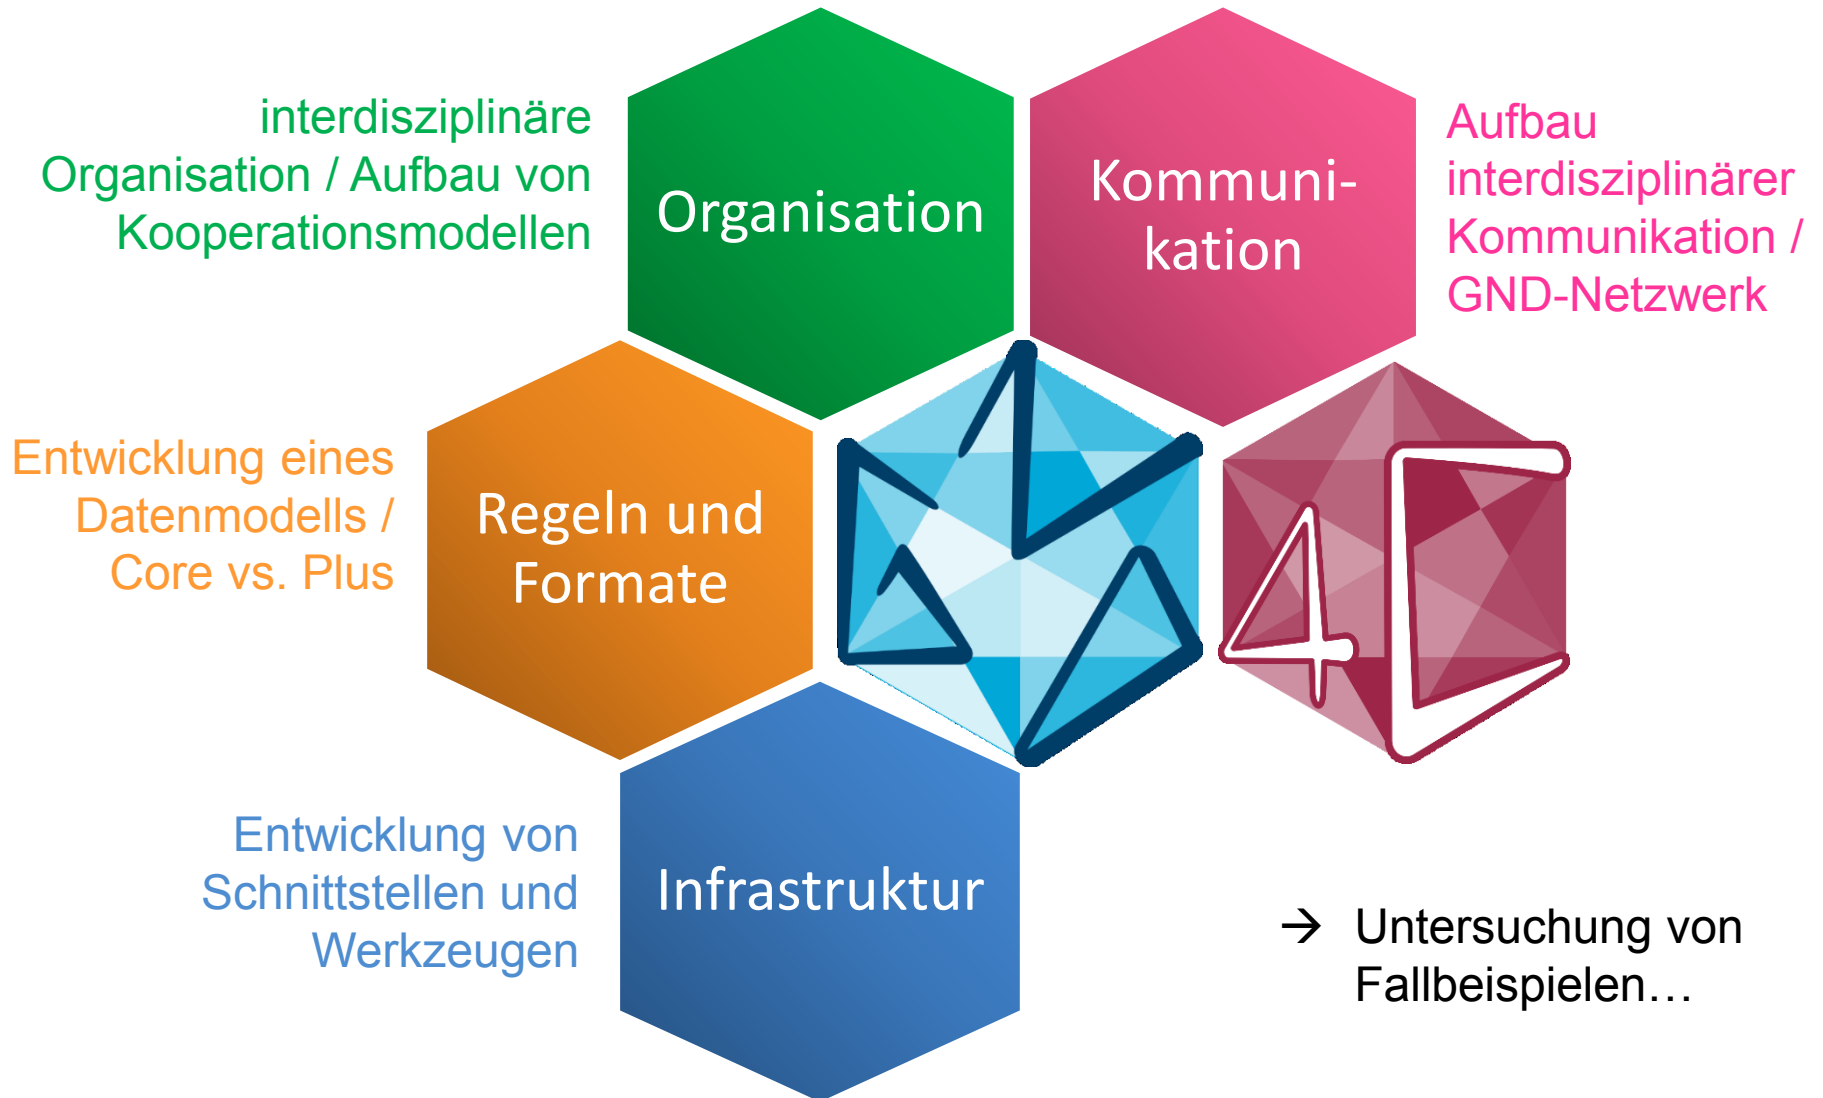 interdisziplinäre
Organisation / Aufbau von
Kooperationsmodellen
Organisation
Kommuni-
kation
Aufbau
interdisziplinärer
Kommunikation /
GND-Netzwerk
Entwicklung eines
Datenmodells /
Core vs. Plus
Regeln und
Formate
4C
Entwicklung von
Schnittstellen und
Werkzeugen
Infrastruktur
→ Untersuchung von
Fallbeispielen…